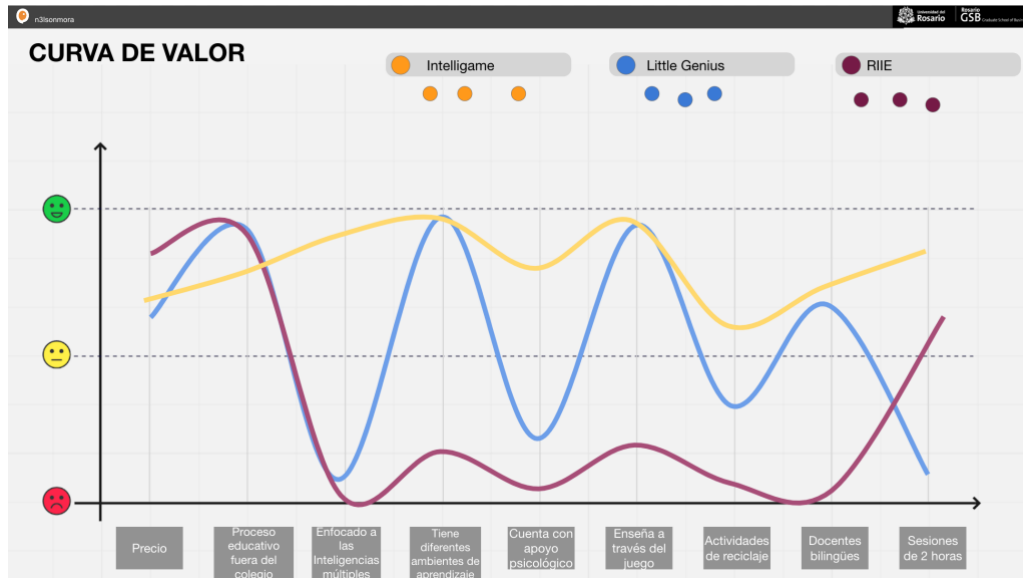 n3lsonmora
Universidad del
Rosario
Rosario
GSB
CURVA DE VALOR
Intelligame
Little Genius
RIIE
Precio
Proceso
educativo
fuera del
colegio
Enfocado a
las
Inteligencias
múltiples
Tiene
diferentes
ambientes de
aprendizaje
Cuenta con
apoyo
psicológico
Enseña a
través del
juego
Actividades
de reciclaje
Docentes
bilingües
Sesiones
de 2 horas